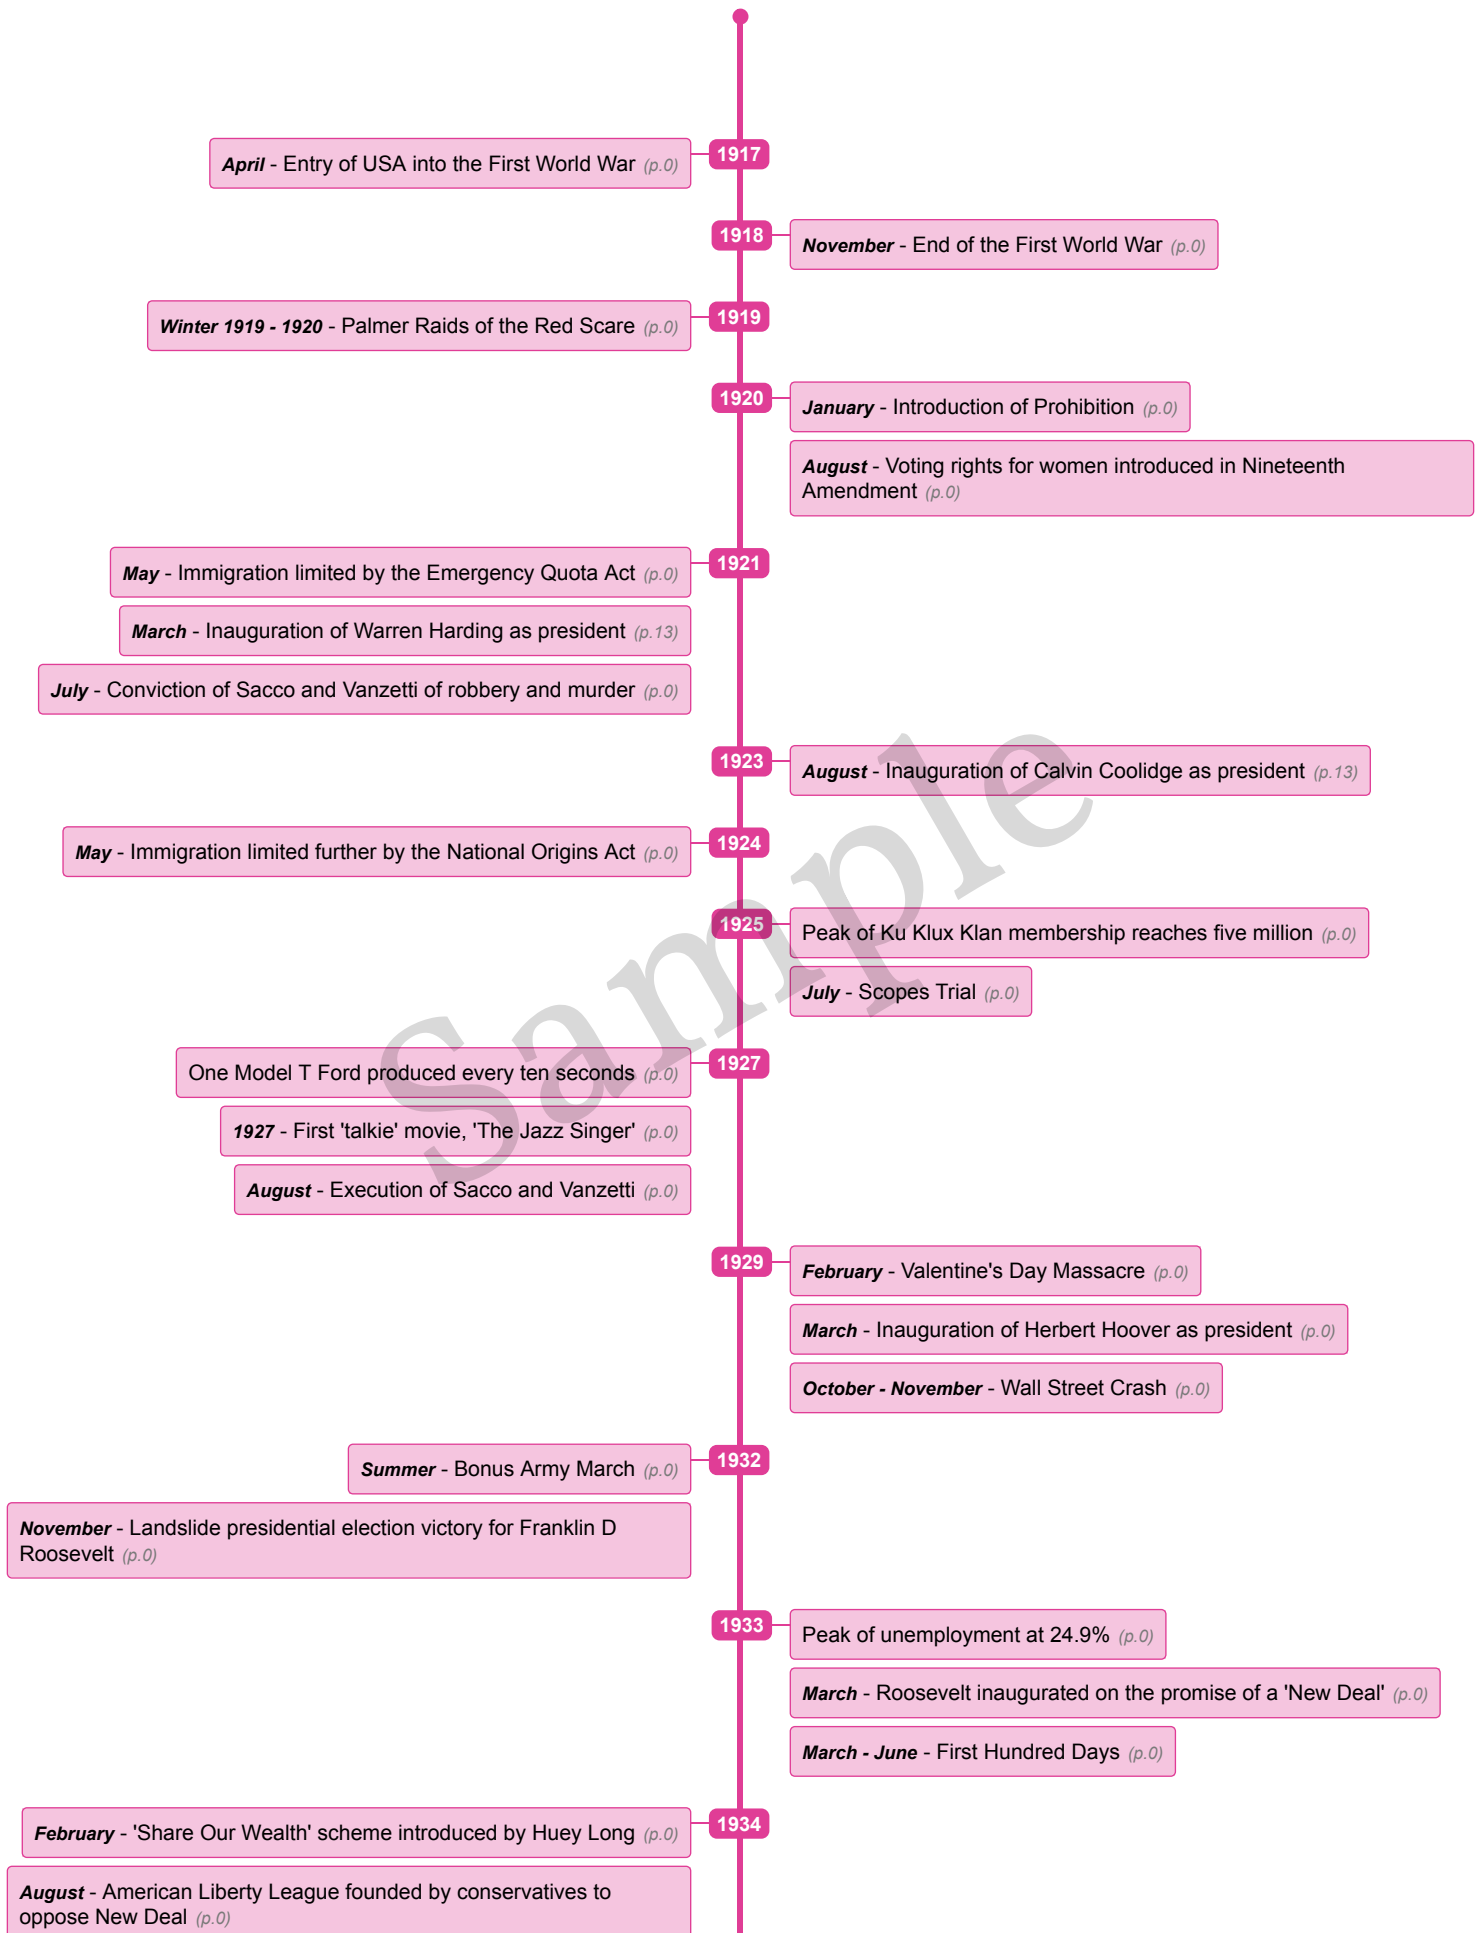 1917
April - Entry of USA into the First World War (p.0)
1918
November - End of the First World War (p.0)
1919
Winter 1919 - 1920 - Palmer Raids of the Red Scare (p.0)
1920
January - Introduction of Prohibition (p.0)
August - Voting rights for women introduced in Nineteenth
Amendment (p.0)
1921
May - Immigration limited by the Emergency Quota Act (p.0)
March - Inauguration of Warren Harding as president (p.13)
July - Conviction of Sacco and Vanzetti of robbery and murder (p.0)
1923
August - Inauguration of Calvin Coolidge as president (p.13)
1924
May - Immigration limited further by the National Origins Act (p.0)
1925
Peak of Ku Klux Klan membership reaches five million (p.0)
July - Scopes Trial (p.0)
1927
One Model T Ford produced every ten seconds (p.0)
1927 - First 'talkie' movie, 'The Jazz Singer' (p.0)
August - Execution of Sacco and Vanzetti (p.0)
1929
February - Valentine's Day Massacre (p.0)
March - Inauguration of Herbert Hoover as president (p.0)
October - November - Wall Street Crash (p.0)
1932
Summer - Bonus Army March (p.0)
November - Landslide presidential election victory for Franklin D
Roosevelt (p.0)
1933
Peak of unemployment at 24.9% (p.0)
March - Roosevelt inaugurated on the promise of a 'New Deal' (p.0)
March - June - First Hundred Days (p.0)
1934
February - 'Share Our Wealth' scheme introduced by Huey Long (p.0)
August - American Liberty League founded by conservatives to
oppose New Deal (p.0)
Sample